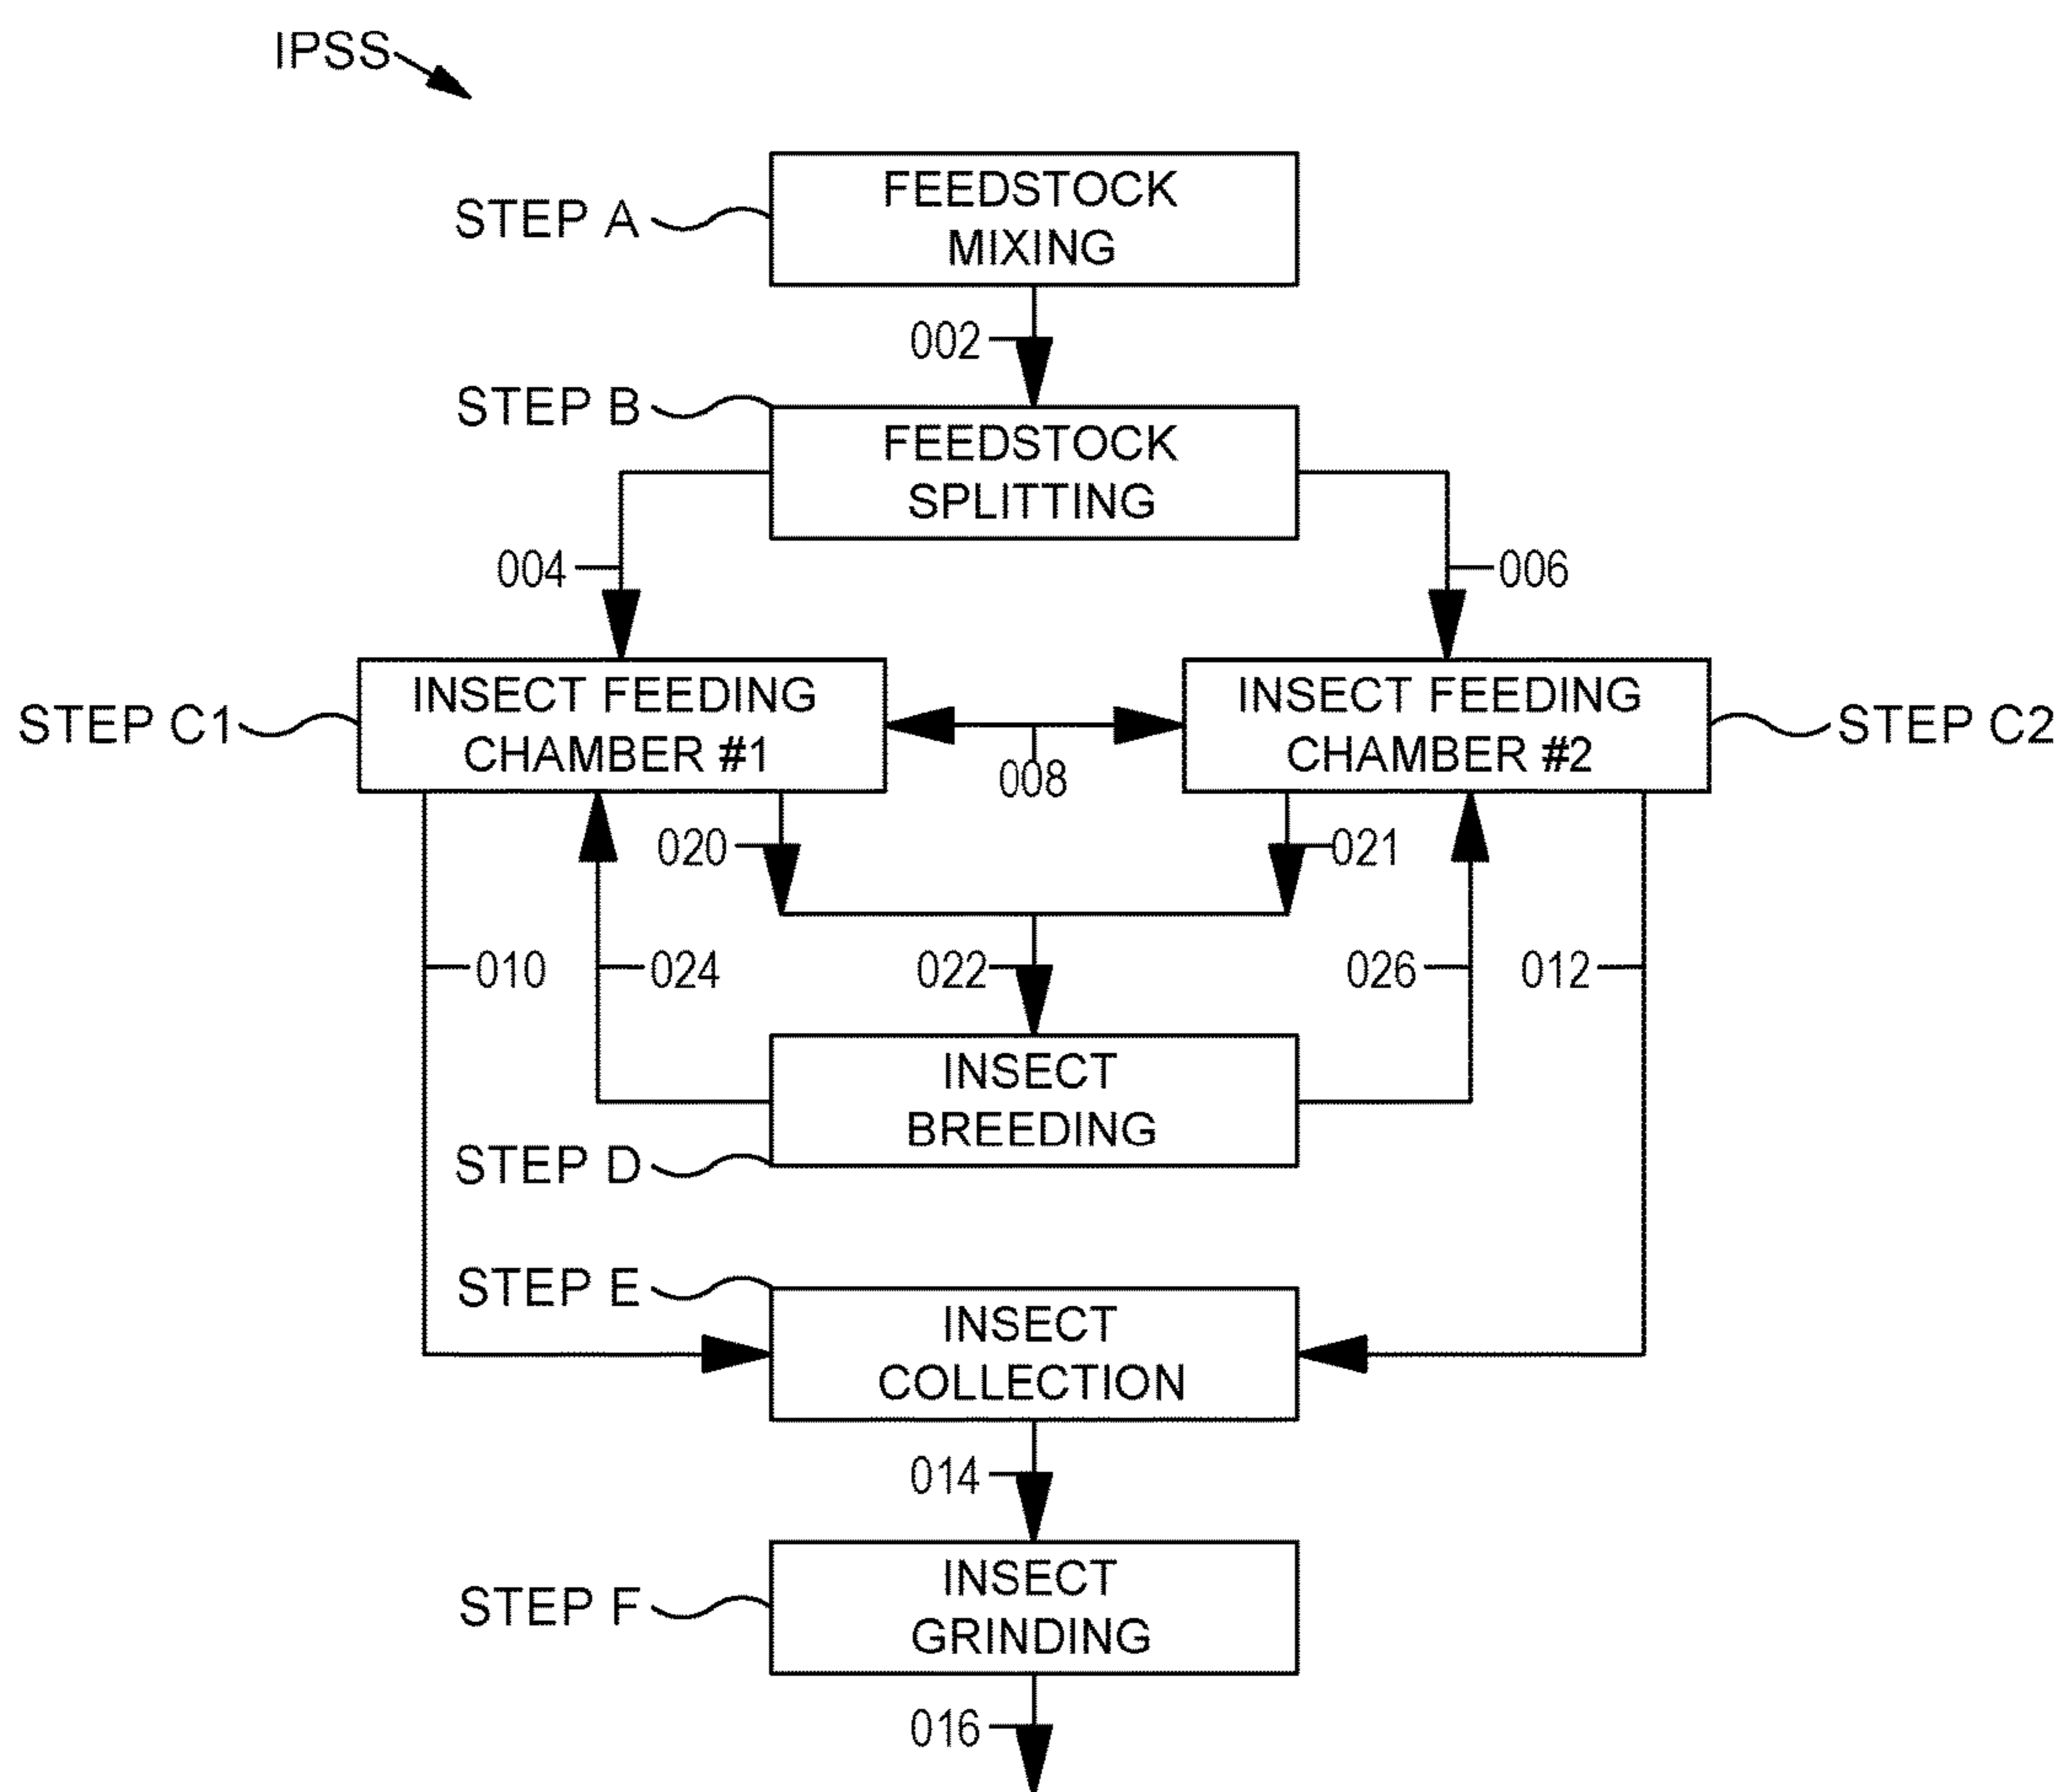 IPSS
STEP A
FEEDSTOCK
MIXING
002
STEP B
FEEDSTOCK
SPLITTING
004
006
STEP C1
INSECT FEEDING
CHAMBER #1
008
INSECT FEEDING
CHAMBER #2
STEP C2
020
021
010
024
022
026
012
INSECT
BREEDING
STEP D
STEP E
INSECT
COLLECTION
014
STEP F
INSECT
GRINDING
016